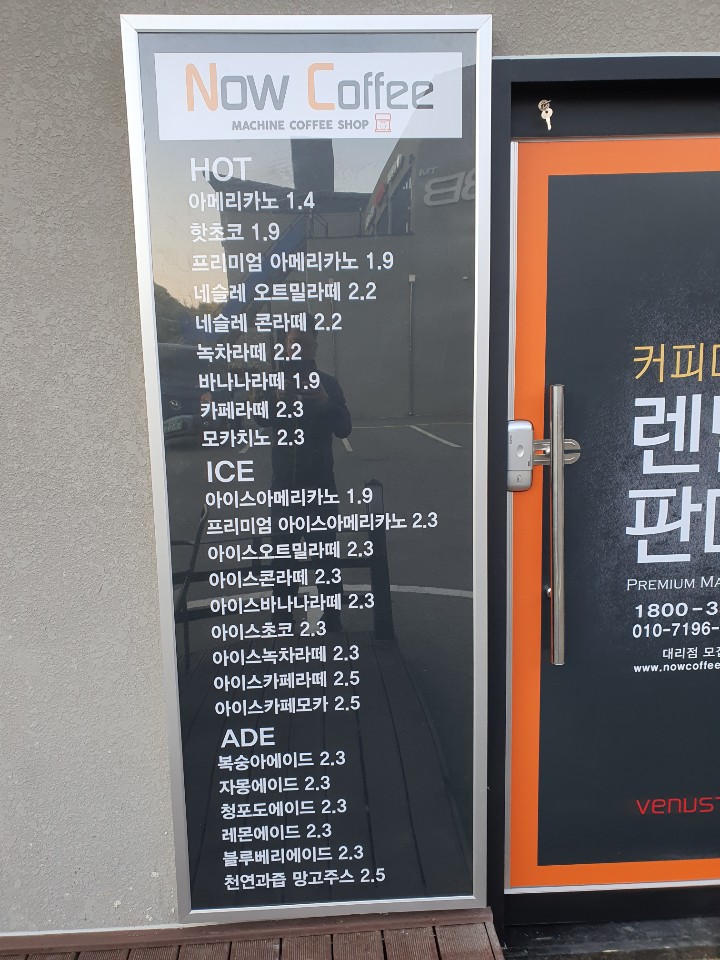 Now Coffee
MACHINE COFFEE SHOP
HOT
아메리카노 1.4
핫초코 1.9
프리미엄 아메리카노 1.9
네슬레 오트밀라떼 2.2
네슬레 콘라떼 2.2
녹차라떼 2.2
바나나라떼 1.9
카페라떼 2.3
모카치노 2.3
ICE
아이스아메리카노 1.9
프리미엄 아이스아메리카노 2.3
아이스오트밀라떼 2.3
아이스콘라떼 2.3
아이스바나나라떼 2.3
아이스초코 2.3
아이스녹차라떼 2.3
아이스카페라떼 2.5
아이스카페모카 2.5
ADE
복숭아에이드 2.3
자몽에이드 2.3
청포도에이드 2.3
레몬에이드 2.3
블루베리에이드 2.3
천연과즙 망고주스 2.5
커피
렌
판
PREMIUM
1800-3
010-7196-
대리점
www.nowcoffee
venus